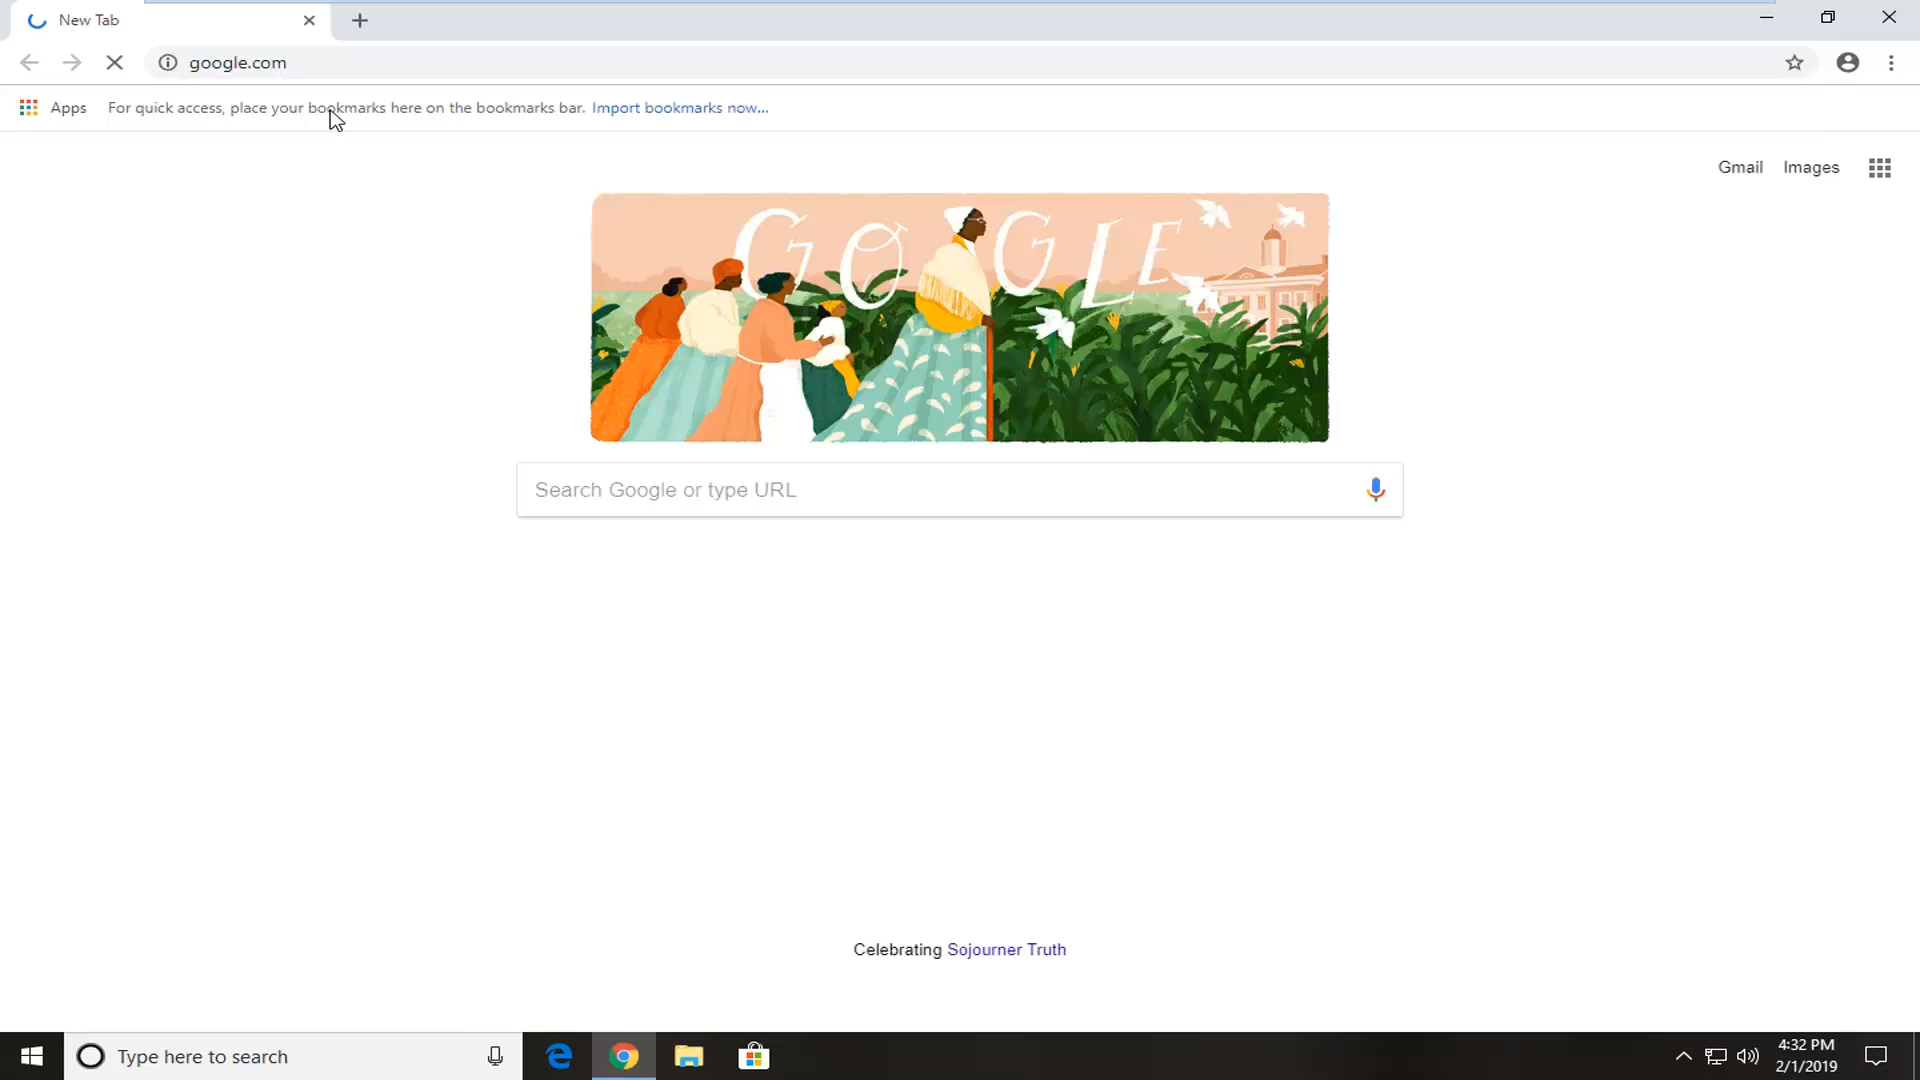 New Tab
google.com
Apps For quick access, place your bookmarks here on the bookmarks bar. Import bookmarks now...
Gmail Images
GOOGLE
Search Google or type URL
Celebrating Sojourner Truth
Type here to search
4:32 PM
2/1/2019